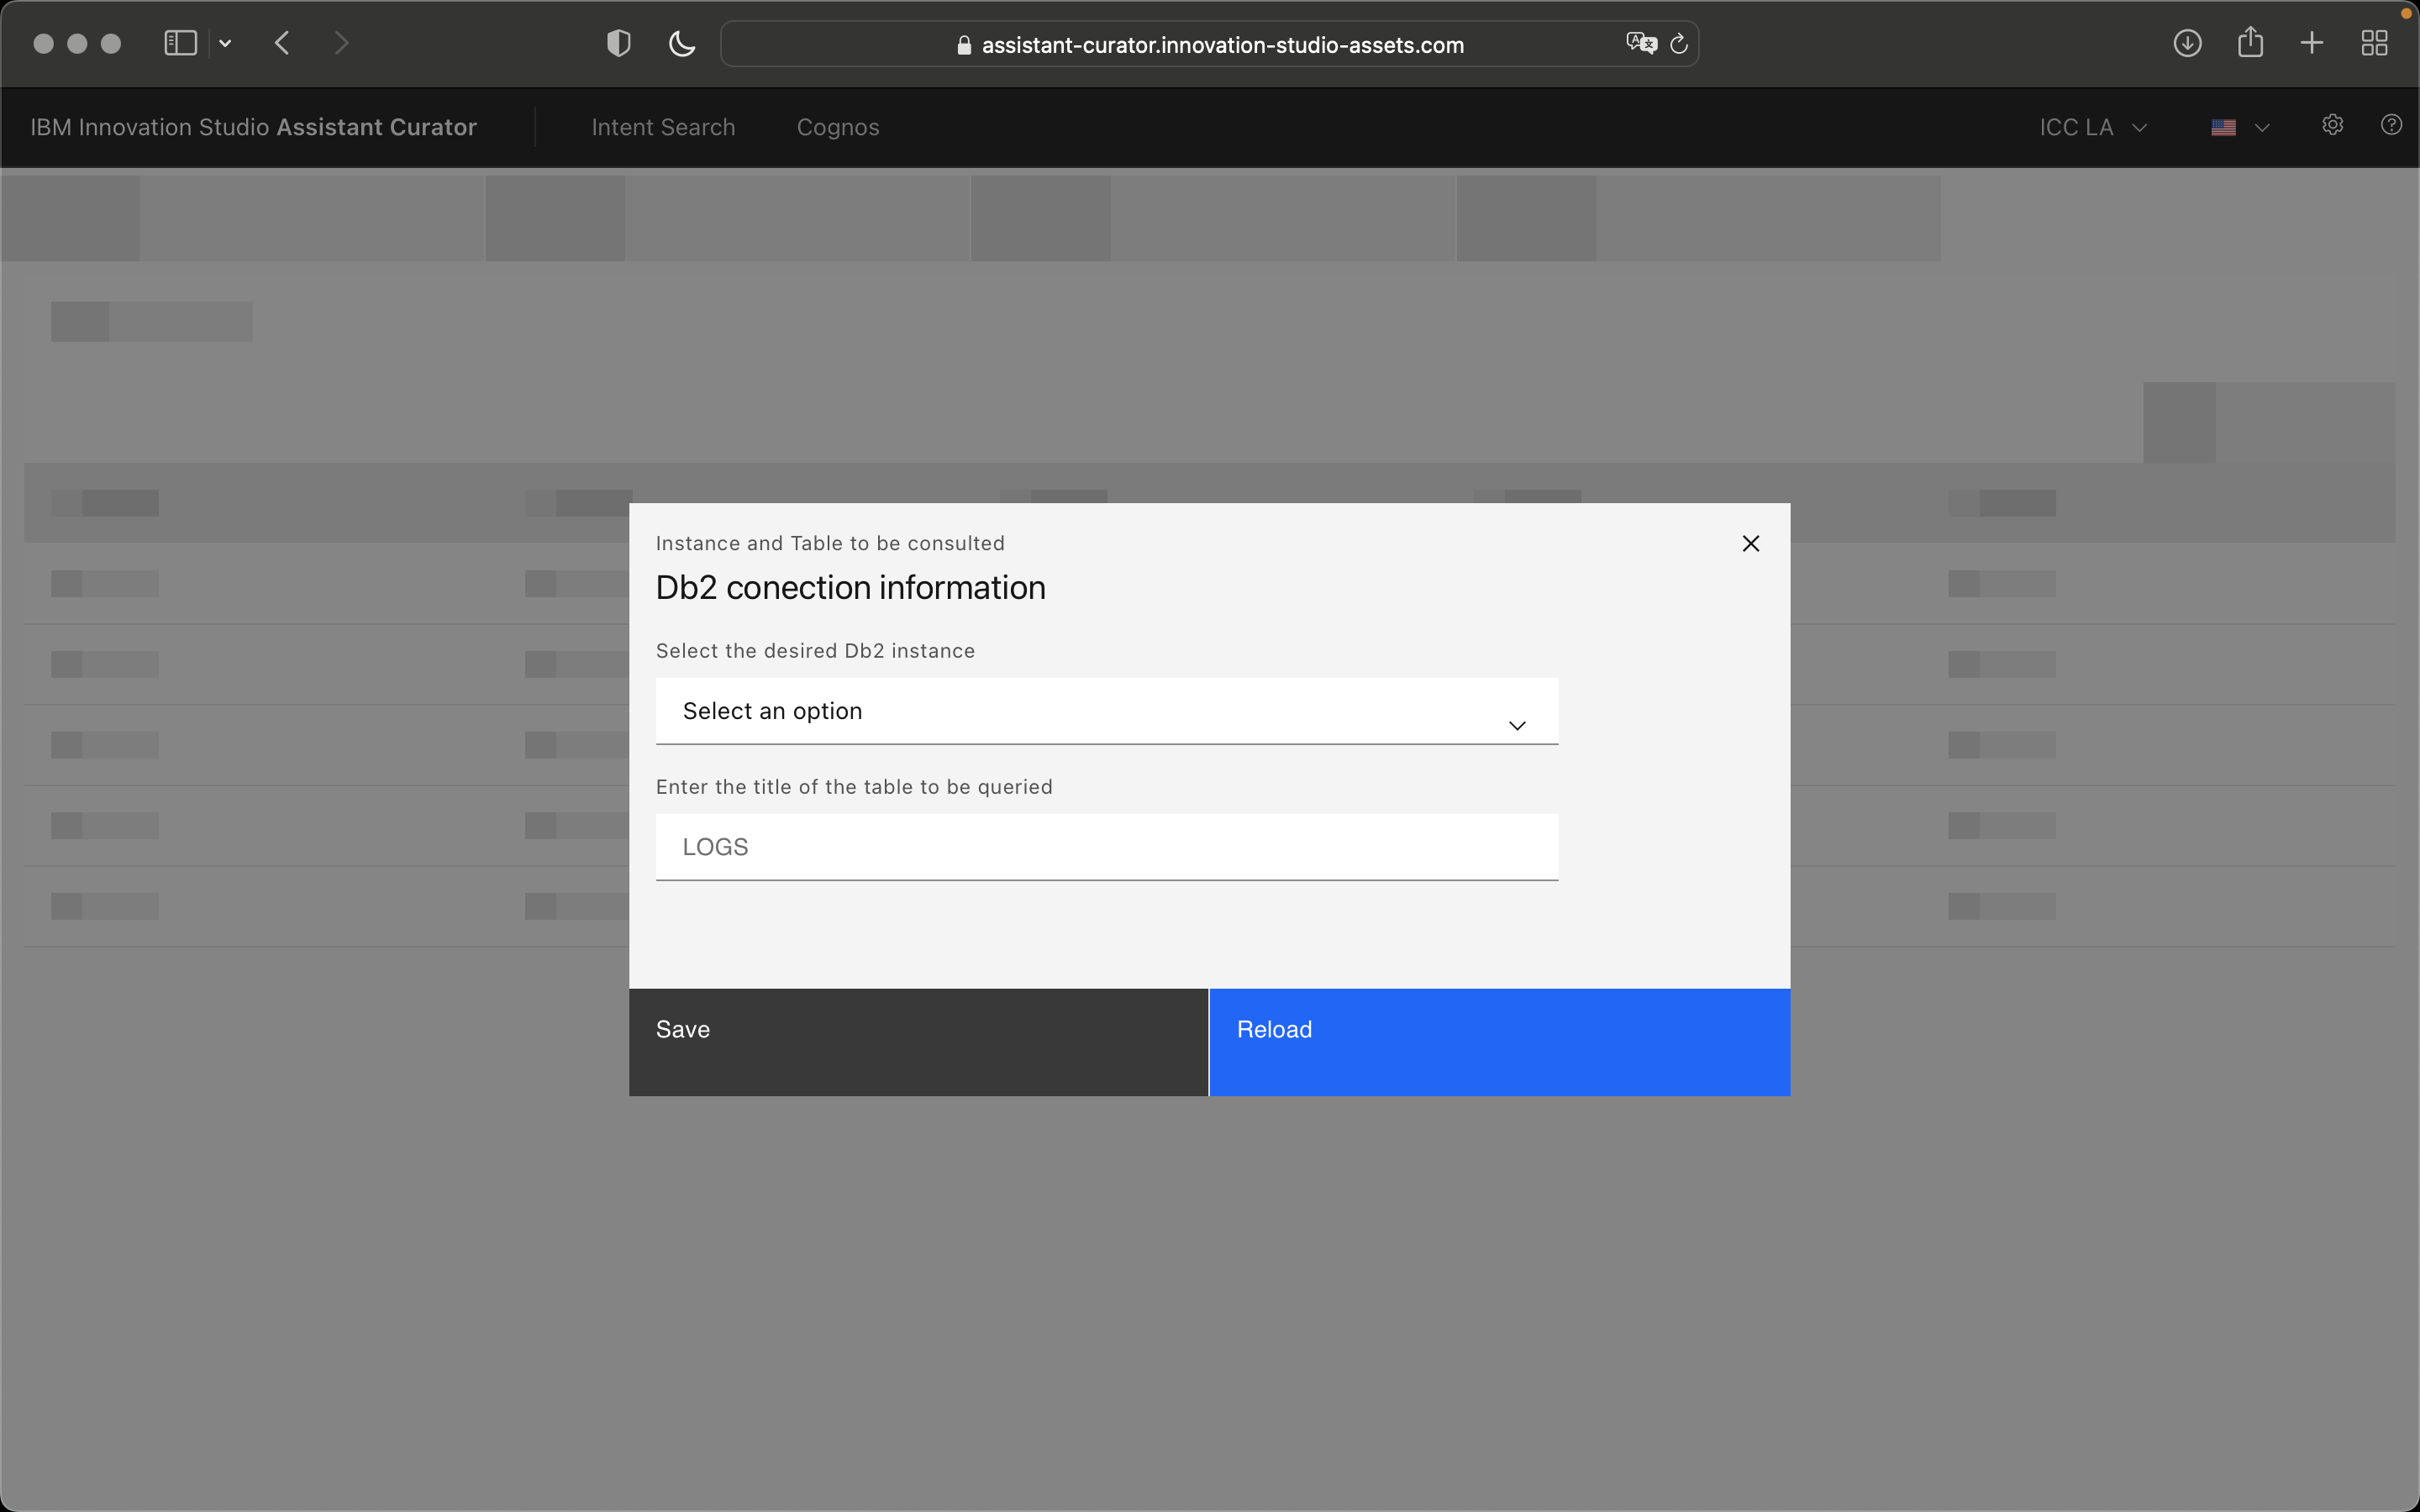 assistant-curator.innovation-studio-assets.com
IBM Innovation Studio Assistant Curator
Intent Search
Cognos
ICC LA
Instance and Table to be consulted
Db2 conection information
Select the desired Db2 instance
Select an option
Enter the title of the table to be queried
LOGS
Save
Reload